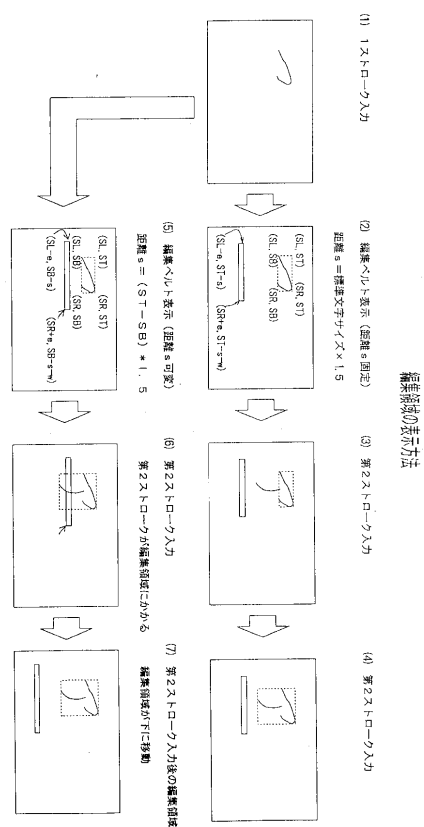 編集領域の表示方法
(1) 1ストローク入力
(2) 編集ベルト表示 (距離s固定)
距離s=標準文字サイズ×1.5
(SL, ST)
(SR, ST)
(SL, SB)
(SR, SB)
(SL-e, ST-s)
(SR+e, ST-s-w)
(3) 第2ストローク入力
(4) 第2ストローク入力
(5) 編集ベルト表示 (距離s可変)
距離s= (ST-SB) *1.5
(SL, ST)
(SR, ST)
(SL, SB)
(SR, SB)
(SL-e, SB-s)
(SR+e, SB-s-w)
(6) 第2ストローク入力
第2ストロークが編集領域にかかる
(7) 第2ストローク入力後の編集領域
編集領域が下に移動